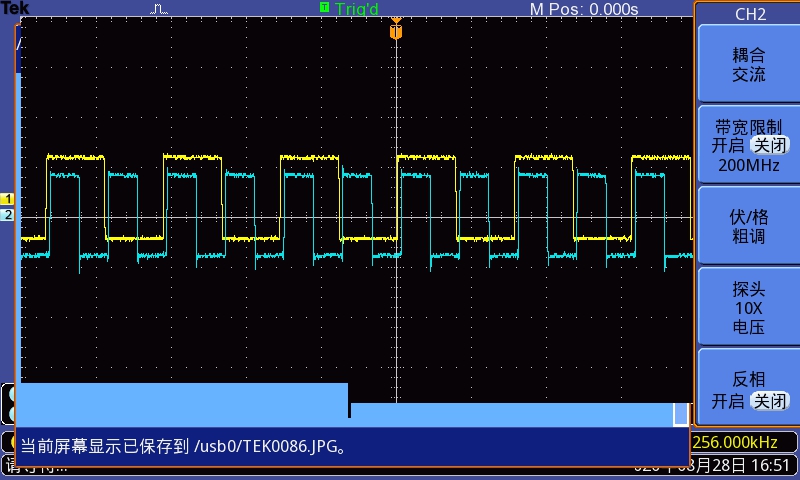 Tek
T Trig'd
M Pos: 0.000s
CH2
T
耦合
交流
带宽限制
开启 关闭
200MHz
1
2
伏/格
粗调
探头
10X
电压
反相
开启 关闭
256.000kHz
当前屏幕显示已保存到 /usb0/TEK0086.JPG。
月28日 16:51